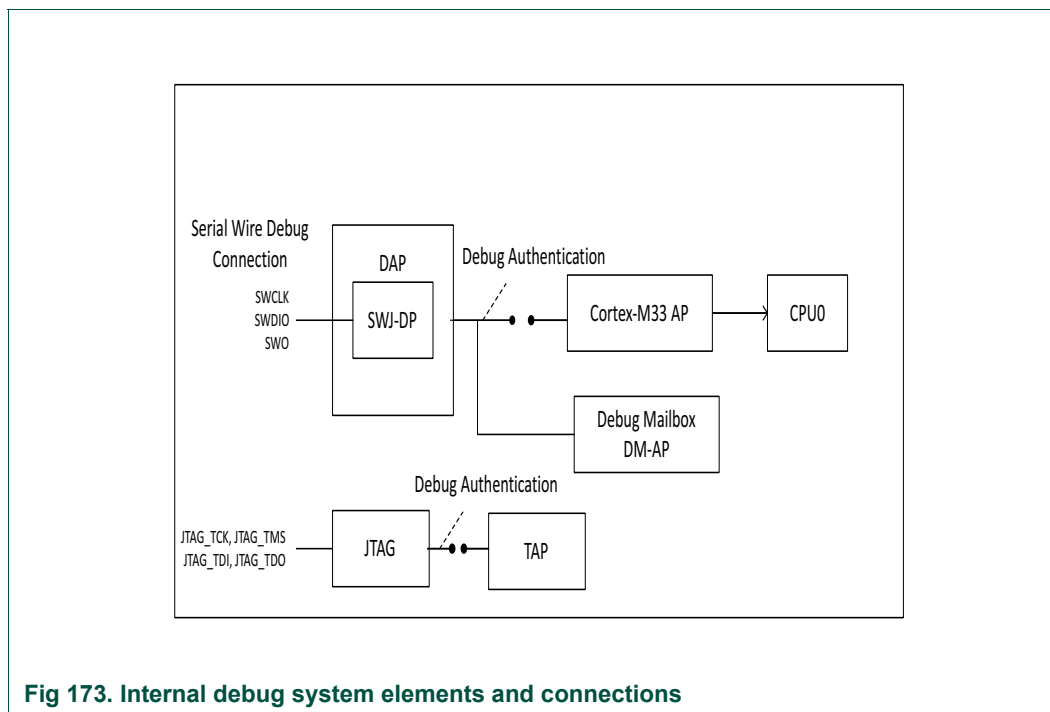 Serial Wire Debug
Connection
SWCLK
SWDIO
SWO
DAP
SWJ-DP
Debug Authentication
Cortex-M33 AP
CPU0
Debug Mailbox
DM-AP
Debug Authentication
JTAG_TCK, JTAG_TMS
JTAG_TDI, JTAG_TDO
JTAG
TAP
Fig 173. Internal debug system elements and connections